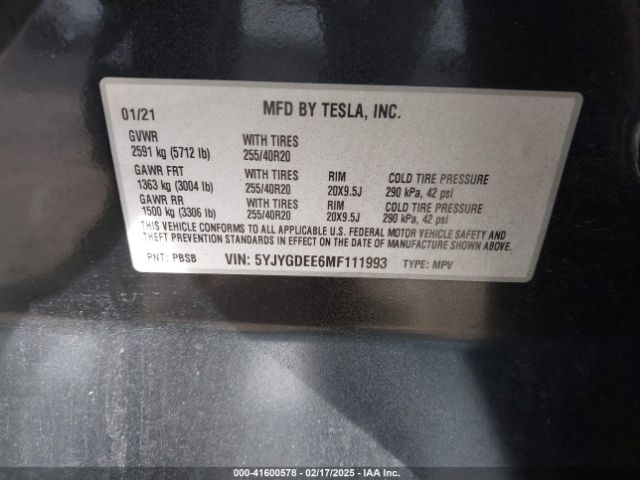 01/21 MFD BY TESLA, INC.
GVWR WITH TIRES
2591 kg (5712 lb) 255/40R20
GAWR FRT WITH TIRES RIM COLD TIRE PRESSURE
1363 kg (3004 lb) 255/40R20 20X9.5J 290 kPa, 42 psi
GAWR RR WITH TIRES RIM COLD TIRE PRESSURE
1500 kg (3306 lb) 255/40R20 20X9.5J 290 kPa, 42 psi
THIS VEHICLE CONFORMS TO ALL APPLICABLE U.S. FEDERAL MOTOR VEHICLE SAFETY AND
THEFT PREVENTION STANDARDS IN EFFECT ON THE DATE OF MANUFACTURE SHOWN ABOVE.
PNT: PBSB VIN: 5YJYGDEE6MF111993 TYPE: MPV
000-41600578 - 02/17/2025 - IAA Inc.